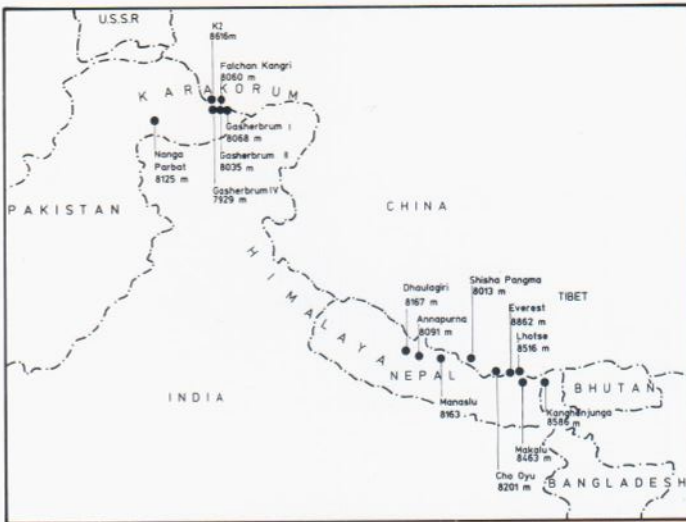 U.S.S.R
K2
8616m
Falchan Kangri
8060 m
KARAKORUM
Gasherbrum I
8068 m
Nanga
Parbat
8125 m
Gasherbrum II
8035 m
Gasherbrum IV
7929 m
PAKISTAN
CHINA
HIMALAYA
Dhaulagiri
8167 m
Shisha Pangma
8013 m
TIBET
Annapurna
8091 m
Everest
8862 m
Lhotse
8516 m
NEPAL
BHUTAN
INDIA
Manaslu
8163
Kanghenjunga
8586 m
Makalu
8463 m
Cho Oyu
8201 m
BANGLADESH